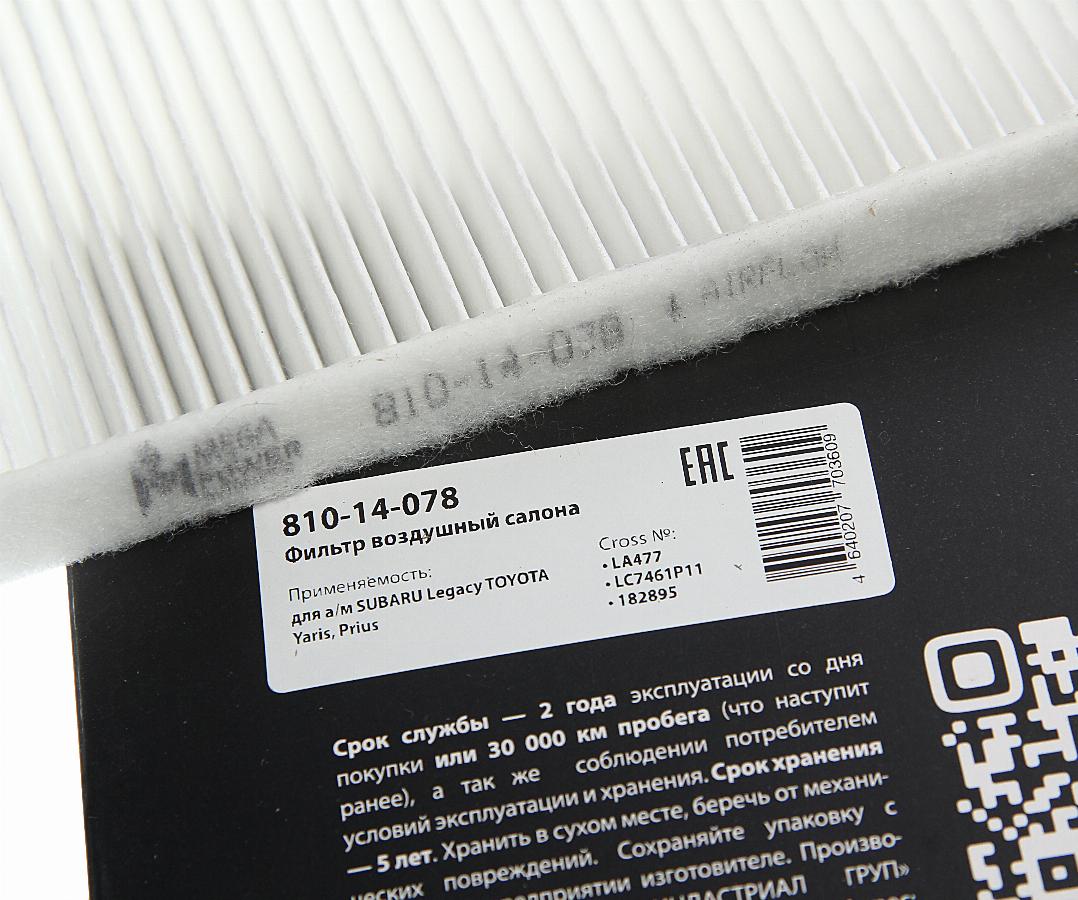 MEGA
POWER
810-14-078
↓ AIRFLOW
810-14-078
Фильтр воздушный салона
Применяемость:
для а/м SUBARU Legacy TOYOTA
Yaris, Prius
Cross №:
• LA477
• LC7461P11
• 182895
EAC
4 640207 703609
Срок службы — 2 года эксплуатации со дня
покупки или 30 000 км пробега (что наступит
ранее), а так же соблюдении потребителем
условий эксплуатации и хранения. Срок хранения
— 5 лет. Хранить в сухом месте, беречь от механи-
ческих повреждений. Сохраняйте упаковку с
изготовителе. Произво-
ГРУП»